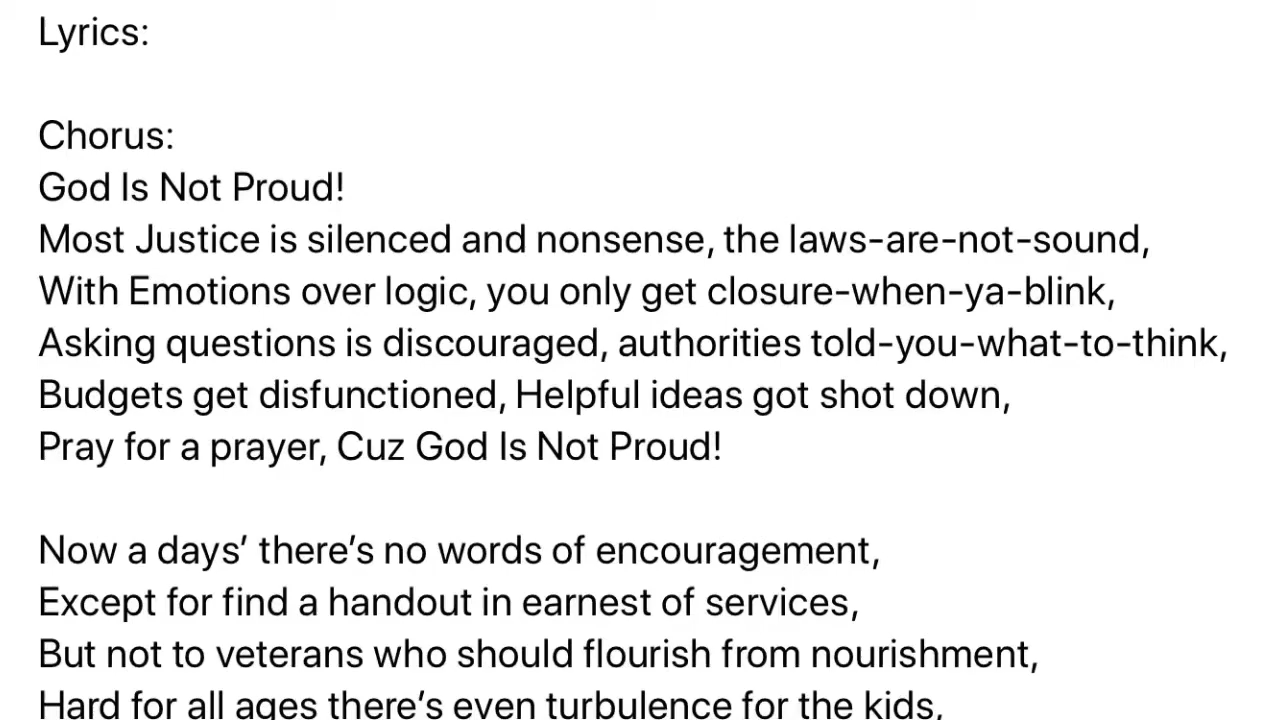 Lyrics:
Chorus:
God Is Not Proud!
Most Justice is silenced and nonsense, the laws-are-not-sound,
With Emotions over logic, you only get closure-when-ya-blink,
Asking questions is discouraged, authorities told-you-what-to-think,
Budgets get disfunctioned, Helpful ideas got shot down,
Pray for a prayer, Cuz God Is Not Proud!
Now a days’ there’s no words of encouragement,
Except for find a handout in earnest of services,
But not to veterans who should flourish from nourishment,
Hard for all ages there’s even turbulence for the kids,